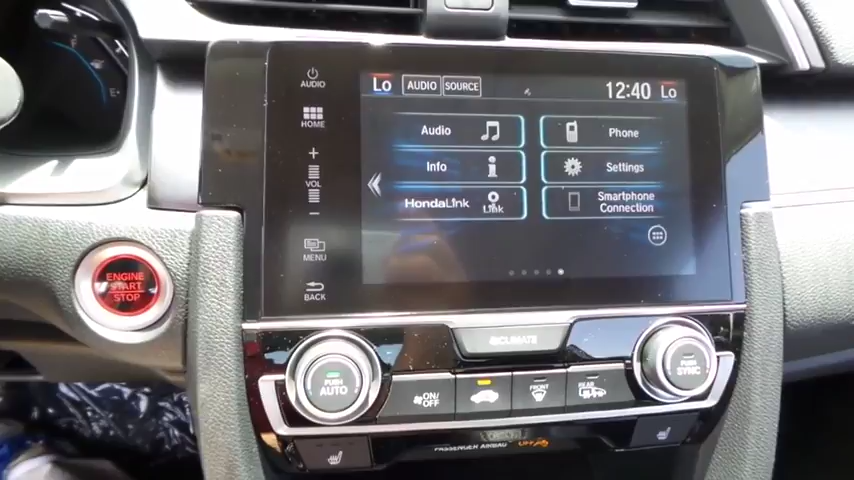 AUDIO
Lo
AUDIO SOURCE
12:40
Lo
HOME
Audio
Phone
+
VOL
-
Info
Settings
HondaLink
Link
Smartphone
Connection
MENU
BACK
ENGINE
START
STOP
CLIMATE
PUSH
AUTO
ON/
OFF
FRONT
REAR
PUSH
SYNC
PASSENGER AIRBAG
OFF
E